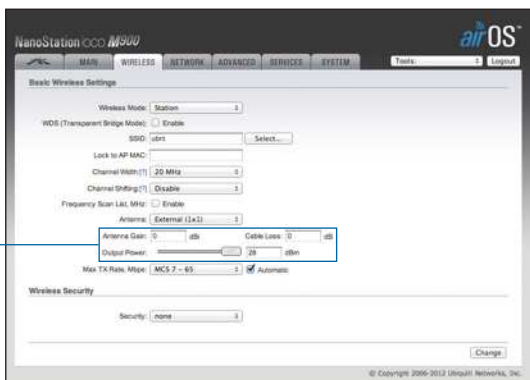 NanoStation loco M900
airOS™
MAIN WIRELESS NETWORK ADVANCED SERVICES SYSTEM Tools: Logout
Basic Wireless Settings
Wireless Mode: Station
WDS (Transparent Bridge Mode): Enable
SSID: ubnt Select...
Lock to AP MAC:
Channel Width:[?] 20 MHz
Channel Shifting:[?] Disable
Frequency Scan List, MHz: Enable
Antenna: External (1x1)
Antenna Gain: 0 dBi Cable Loss: 0 dB
Output Power: 28 dBm
Max TX Rate, Mbps: MCS 7 - 65 Automatic
Wireless Security
Security: none
Change
© Copyright 2006-2012 Ubiquiti Networks, Inc.